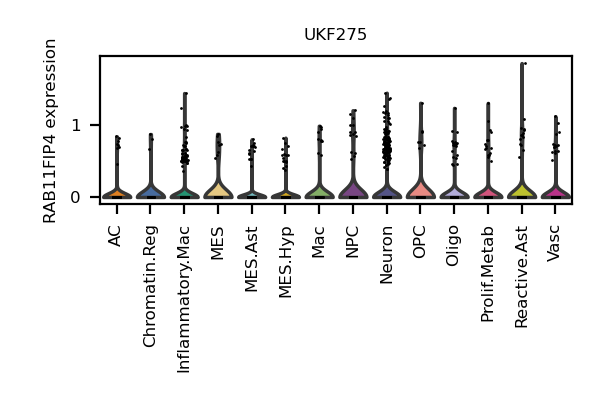 UKF275
RAB11FIP4 expression
1
0
AC
Chromatin.Reg
Inflammatory.Mac
MES
MES.Ast
MES.Hyp
Mac
NPC
Neuron
OPC
Oligo
Prolif.Metab
Reactive.Ast
Vasc